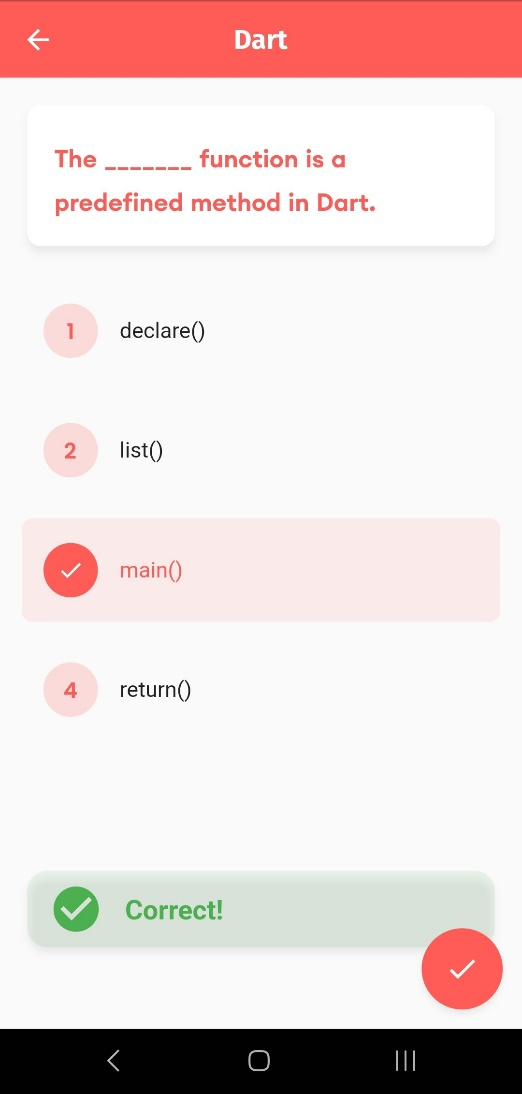 Dart
The _______ function is a
predefined method in Dart.
1 declare()
2 list()
main()
4 return()
Correct!